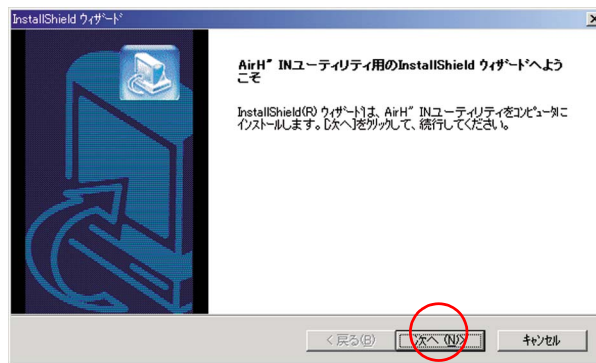 InstallShield ウィザード
AirH" INユーティリティ用のInstallShield ウィザードへよう
こそ
InstallShield(R) ウィザードは、AirH" INユーティリティをコンピュータに
インストールします。[次へ]をクリックして、続行してください。
< 戻る(B)
次へ (N)>
キャンセル